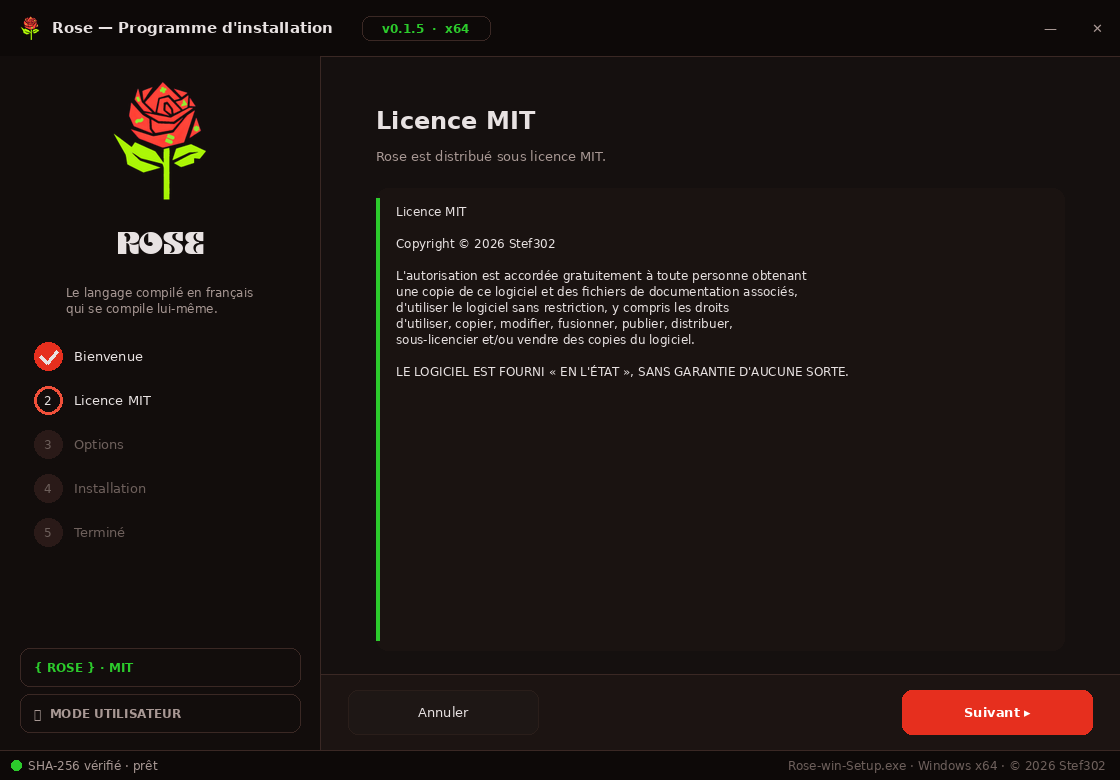 Rose — Programme d'installation
v0.1.5 · x64
ROSE
Le langage compilé en français
qui se compile lui-même.
Bienvenue
2 Licence MIT
3 Options
4 Installation
5 Terminé
{ ROSE } · MIT
MODE UTILISATEUR
Licence MIT
Rose est distribué sous licence MIT.
Licence MIT
Copyright © 2026 Stef302
L'autorisation est accordée gratuitement à toute personne obtenant
une copie de ce logiciel et des fichiers de documentation associés,
d'utiliser le logiciel sans restriction, y compris les droits
d'utiliser, copier, modifier, fusionner, publier, distribuer,
sous-licencier et/ou vendre des copies du logiciel.
LE LOGICIEL EST FOURNI « EN L'ÉTAT », SANS GARANTIE D'AUCUNE SORTE.
Annuler
Suivant ▸
SHA-256 vérifié · prêt
Rose-win-Setup.exe · Windows x64 · © 2026 Stef302